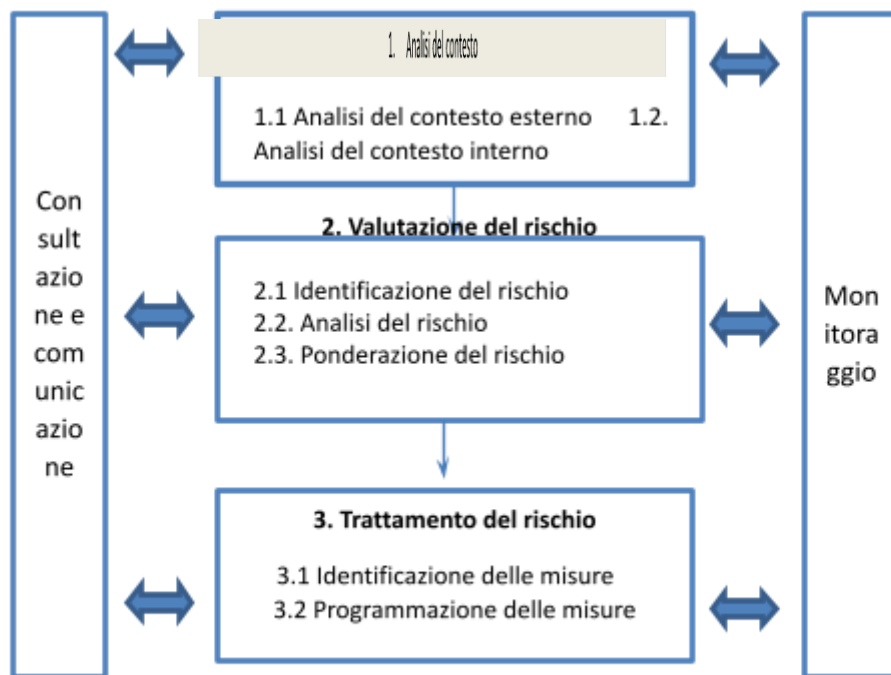 1. Analisi del contesto
1.1 Analisi del contesto esterno 1.2.
Analisi del contesto interno
Con
sult
azio
ne e
com
unic
azio
ne
2. Valutazione del rischio
2.1 Identificazione del rischio
2.2. Analisi del rischio
2.3. Ponderazione del rischio
Mon
itora
ggio
3. Trattamento del rischio
3.1 Identificazione delle misure
3.2 Programmazione delle misure